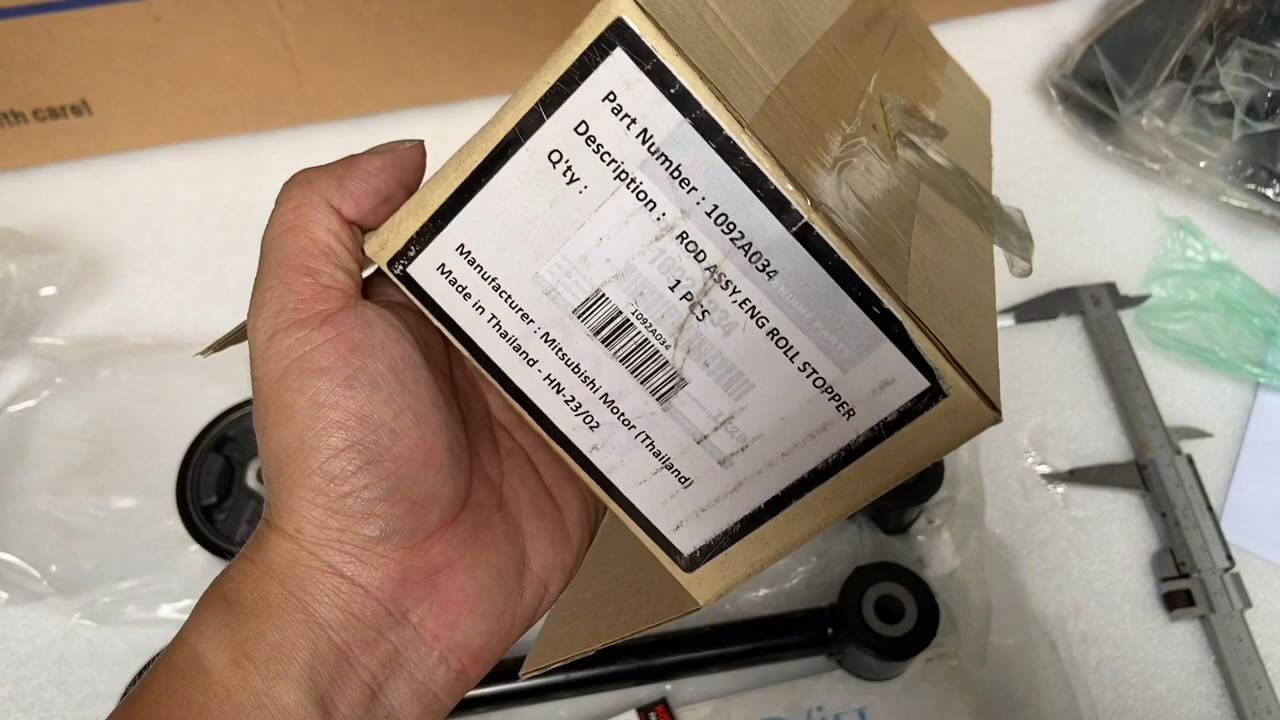 ith care!
Part Number : 1092A034
Description : ROD ASSY,ENG ROLL STOPPER
Q'ty : 1 PCS
1092A034
Manufacturer : Mitsubishi Motor (Thailand)
Made in Thailand - HN-23/02